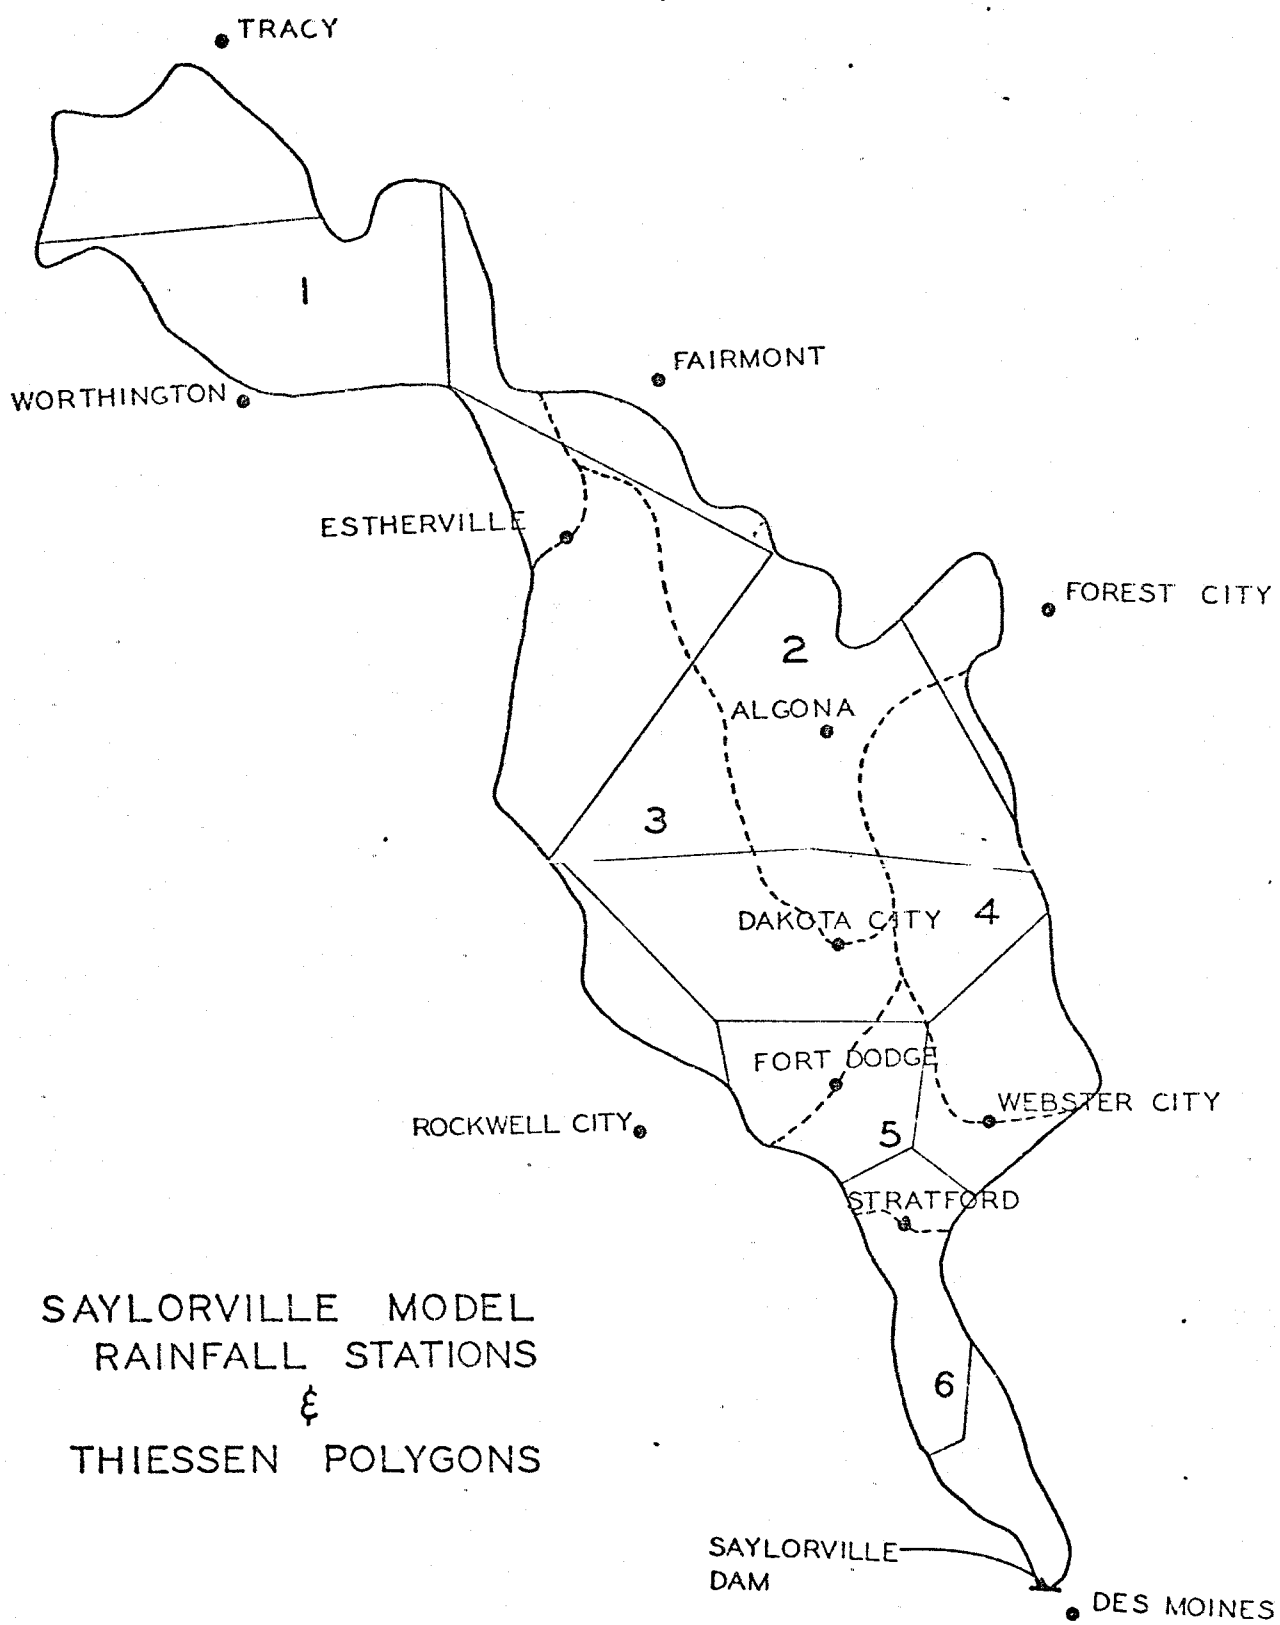 TRACY
1
FAIRMONT
WORTHINGTON
ESTHERVILLE
FOREST CITY
2
ALGONA
3
DAKOTA CITY
4
FORT DODGE
WEBSTER CITY
ROCKWELL CITY
5
STRATFORD
SAYLORVILLE MODEL
RAINFALL STATIONS
&
THIESSEN POLYGONS
6
SAYLORVILLE
DAM
DES MOINES